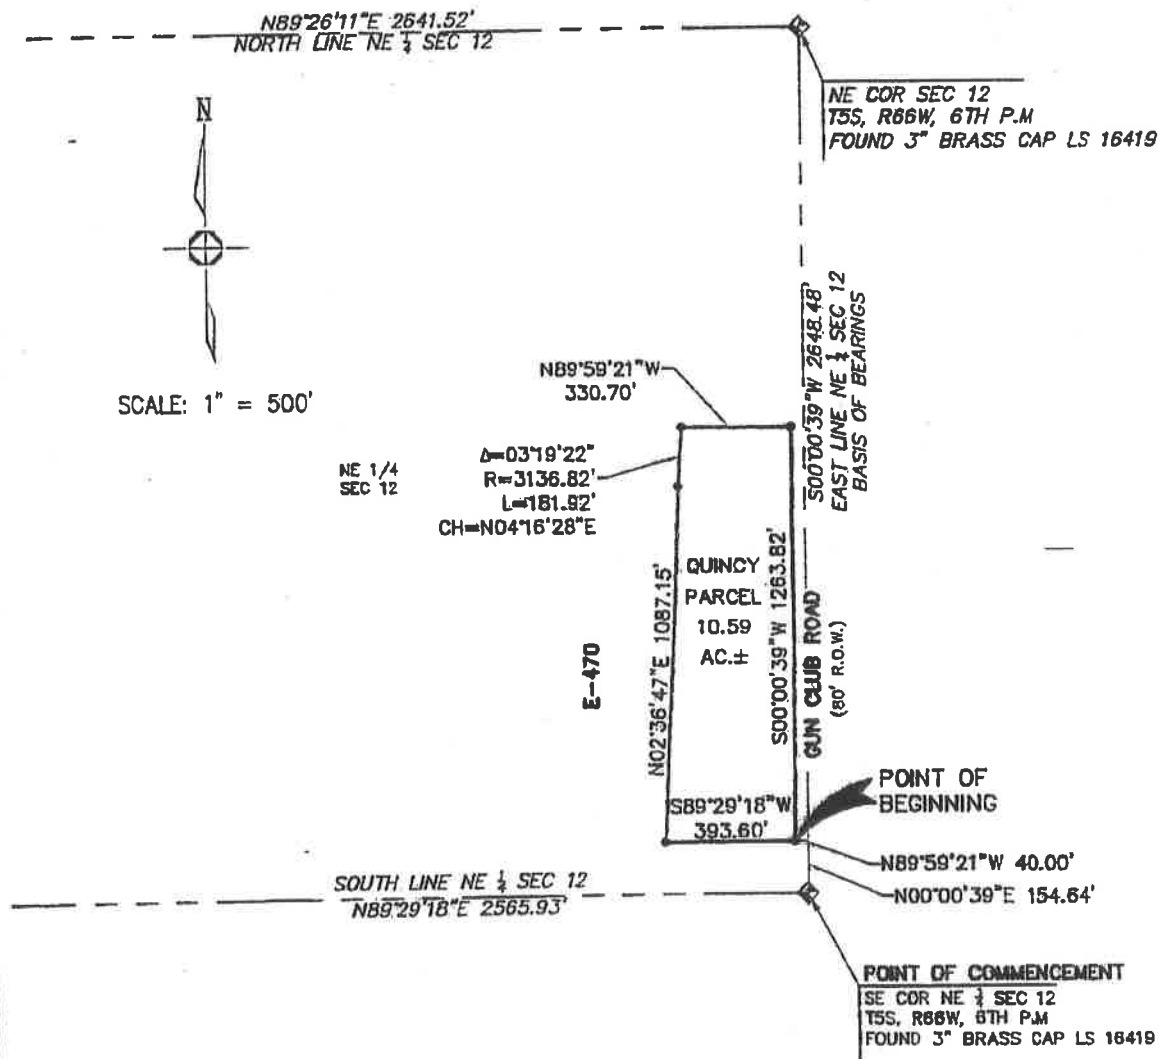 N89°26'11"E 2641.52'
NORTH LINE NE ¼ SEC 12
NE COR SEC 12
T5S, R66W, 6TH P.M
FOUND 3" BRASS CAP LS 16419
N
SCALE: 1" = 500'
S00°00'39"W 2648.48'
EAST LINE NE ¼ SEC 12
BASIS OF BEARINGS
N89°59'21"W
330.70'
NE 1/4
SEC 12
Δ=03°19'22"
R=3136.82'
L=181.92'
CH=N04°16'28"E
QUINCY
PARCEL
10.59
AC.±
N02°36'47"E 1087.15'
S00°00'39"W 1263.82'
E-470
GUN CLUB ROAD
(80' R.O.W.)
POINT OF
BEGINNING
S89°29'18"W
393.60'
N89°59'21"W 40.00'
N00°00'39"E 154.64'
SOUTH LINE NE ¼ SEC 12
N89°29'18"E 2565.93'
POINT OF COMMENCEMENT
SE COR NE ¼ SEC 12
T5S, R66W, 6TH P.M
FOUND 3" BRASS CAP LS 16419